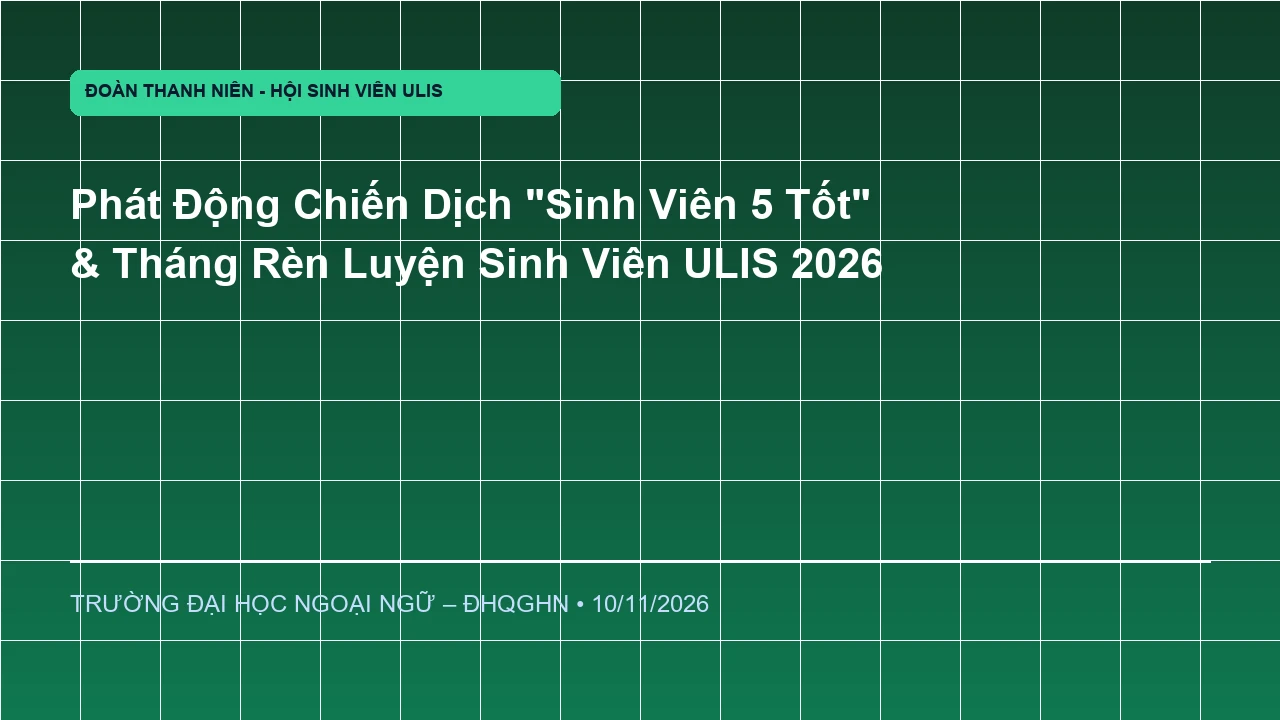 ĐOÀN THANH NIÊN - HỘI SINH VIÊN ULIS
Phát Động Chiến Dịch "Sinh Viên 5 Tốt"
& Tháng Rèn Luyện Sinh Viên ULIS 2026
TRƯỜNG ĐẠI HỌC NGOẠI NGỮ – ĐHQGHN • 10/11/2026